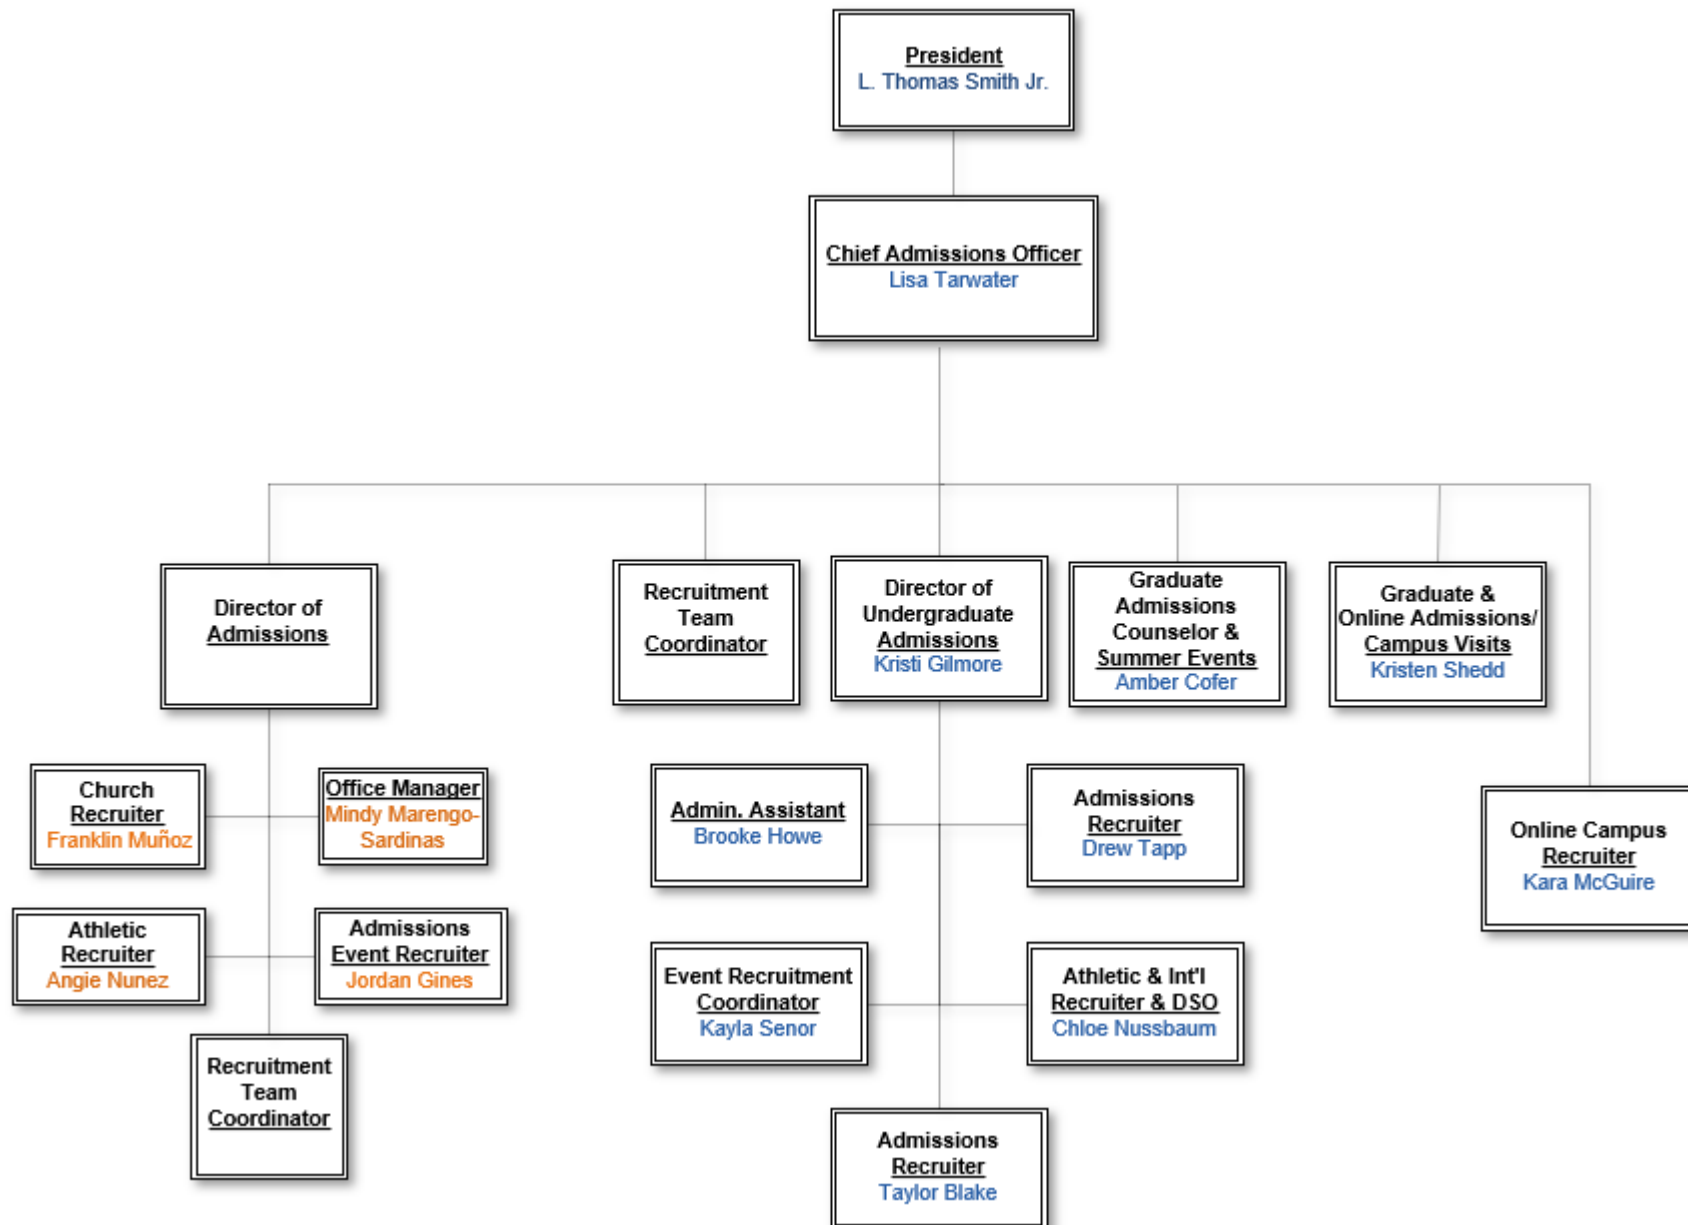 President
L. Thomas Smith Jr.
Chief Admissions Officer
Lisa Tarwater
Director of
Admissions
Recruitment
Team
Coordinator
Director of
Undergraduate
Admissions
Kristi Gilmore
Graduate
Admissions
Counselor &
Summer Events
Amber Cofer
Graduate &
Online Admissions/
Campus Visits
Kristen Shedd
Church
Recruiter
Franklin Muñoz
Office Manager
Mindy Marengo-
Sardinas
Admin. Assistant
Brooke Howe
Admissions
Recruiter
Drew Tapp
Online Campus
Recruiter
Kara McGuire
Athletic
Recruiter
Angie Nunez
Admissions
Event Recruiter
Jordan Gines
Event Recruitment
Coordinator
Kayla Senor
Athletic & Int'l
Recruiter & DSO
Chloe Nussbaum
Recruitment
Team
Coordinator
Admissions
Recruiter
Taylor Blake